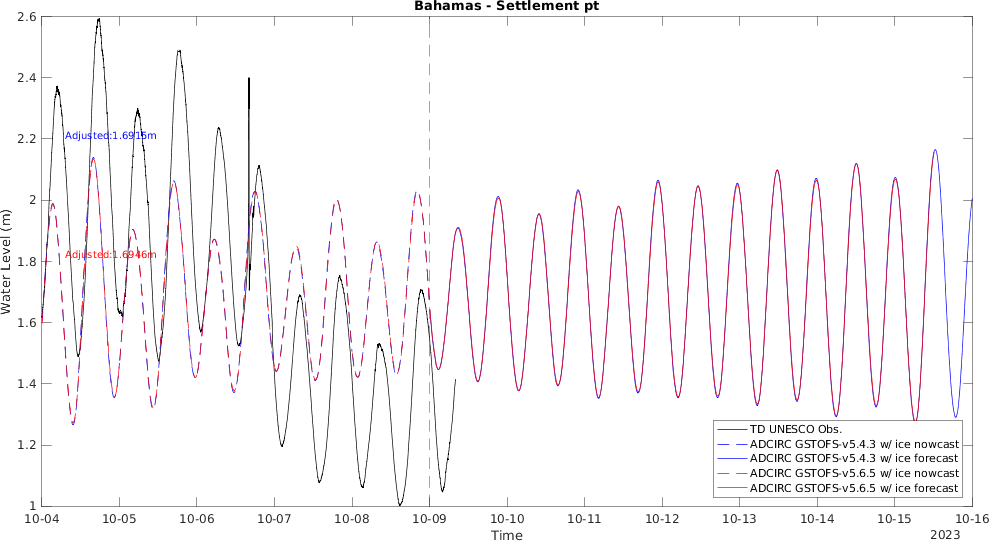 Bahamas - Settlement pt
2.6
2.4
2.2
2
1.8
1.6
1.4
1.2
1
Water Level (m)
Adjusted:1.6915m
Adjusted:1.6946m
TD UNESCO Obs.
ADCIRC GSTOFS-v5.4.3 w/ ice nowcast
ADCIRC GSTOFS-v5.4.3 w/ ice forecast
ADCIRC GSTOFS-v5.6.5 w/ ice nowcast
ADCIRC GSTOFS-v5.6.5 w/ ice forecast
10-04 10-05 10-06 10-07 10-08 10-09 10-10 10-11 10-12 10-13 10-14 10-15 10-16
Time
2023